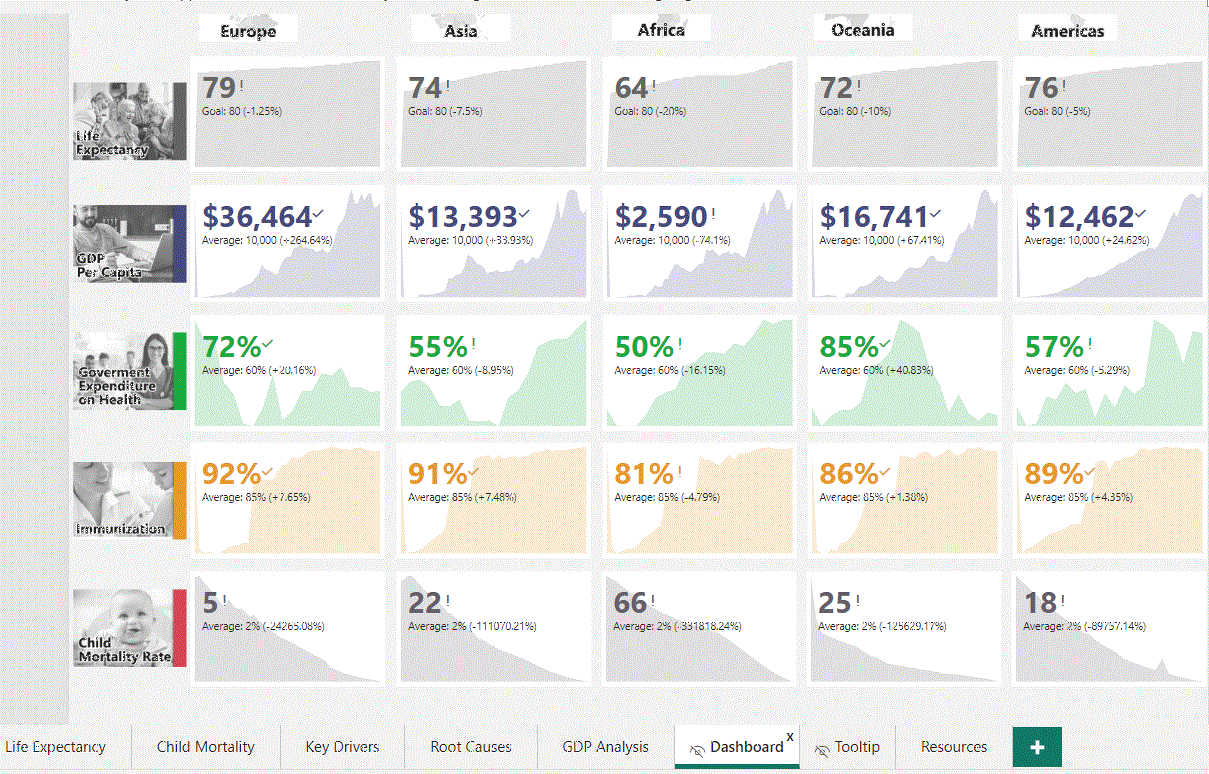 Europe Asia Africa Oceania Americas
Life
Expectancy
79! 74! 64! 72! 76!
Goal: 80 (-1.25%) Goal: 80 (-7.5%) Goal: 80 (-20%) Goal: 80 (-10%) Goal: 80 (-5%)
GDP
Per Capita
$36,464✓ $13,393✓ $2,590! $16,741✓ $12,462✓
Average: 10,000 (+264.64%) Average: 10,000 (+33.93%) Average: 10,000 (-74.1%) Average: 10,000 (+67.41%) Average: 10,000 (+24.62%)
Goverment
Expenditure
on Health
72%✓ 55%! 50%! 85%✓ 57%!
Average: 60% (+20.16%) Average: 60% (-8.95%) Average: 60% (-16.15%) Average: 60% (+40.83%) Average: 60% (-5.29%)
Immunization
92%✓ 91%✓ 81%! 86%✓ 89%✓
Average: 85% (+7.65%) Average: 85% (+7.48%) Average: 85% (-4.79%) Average: 85% (+1.38%) Average: 85% (+4.35%)
Child
Mortality Rate
5! 22! 66! 25! 18!
Average: 2% (-24265.08%) Average: 2% (-111070.21%) Average: 2% (-331818.24%) Average: 2% (-125629.17%) Average: 2% (-89757.14%)
Life Expectancy Child Mortality Key Drivers Root Causes GDP Analysis Dashboard x Tooltip Resources +